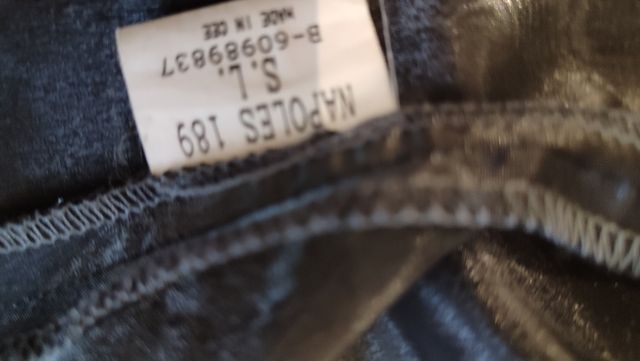 NAPOLES 189
S.L.
B-60989837
MADE IN CEE